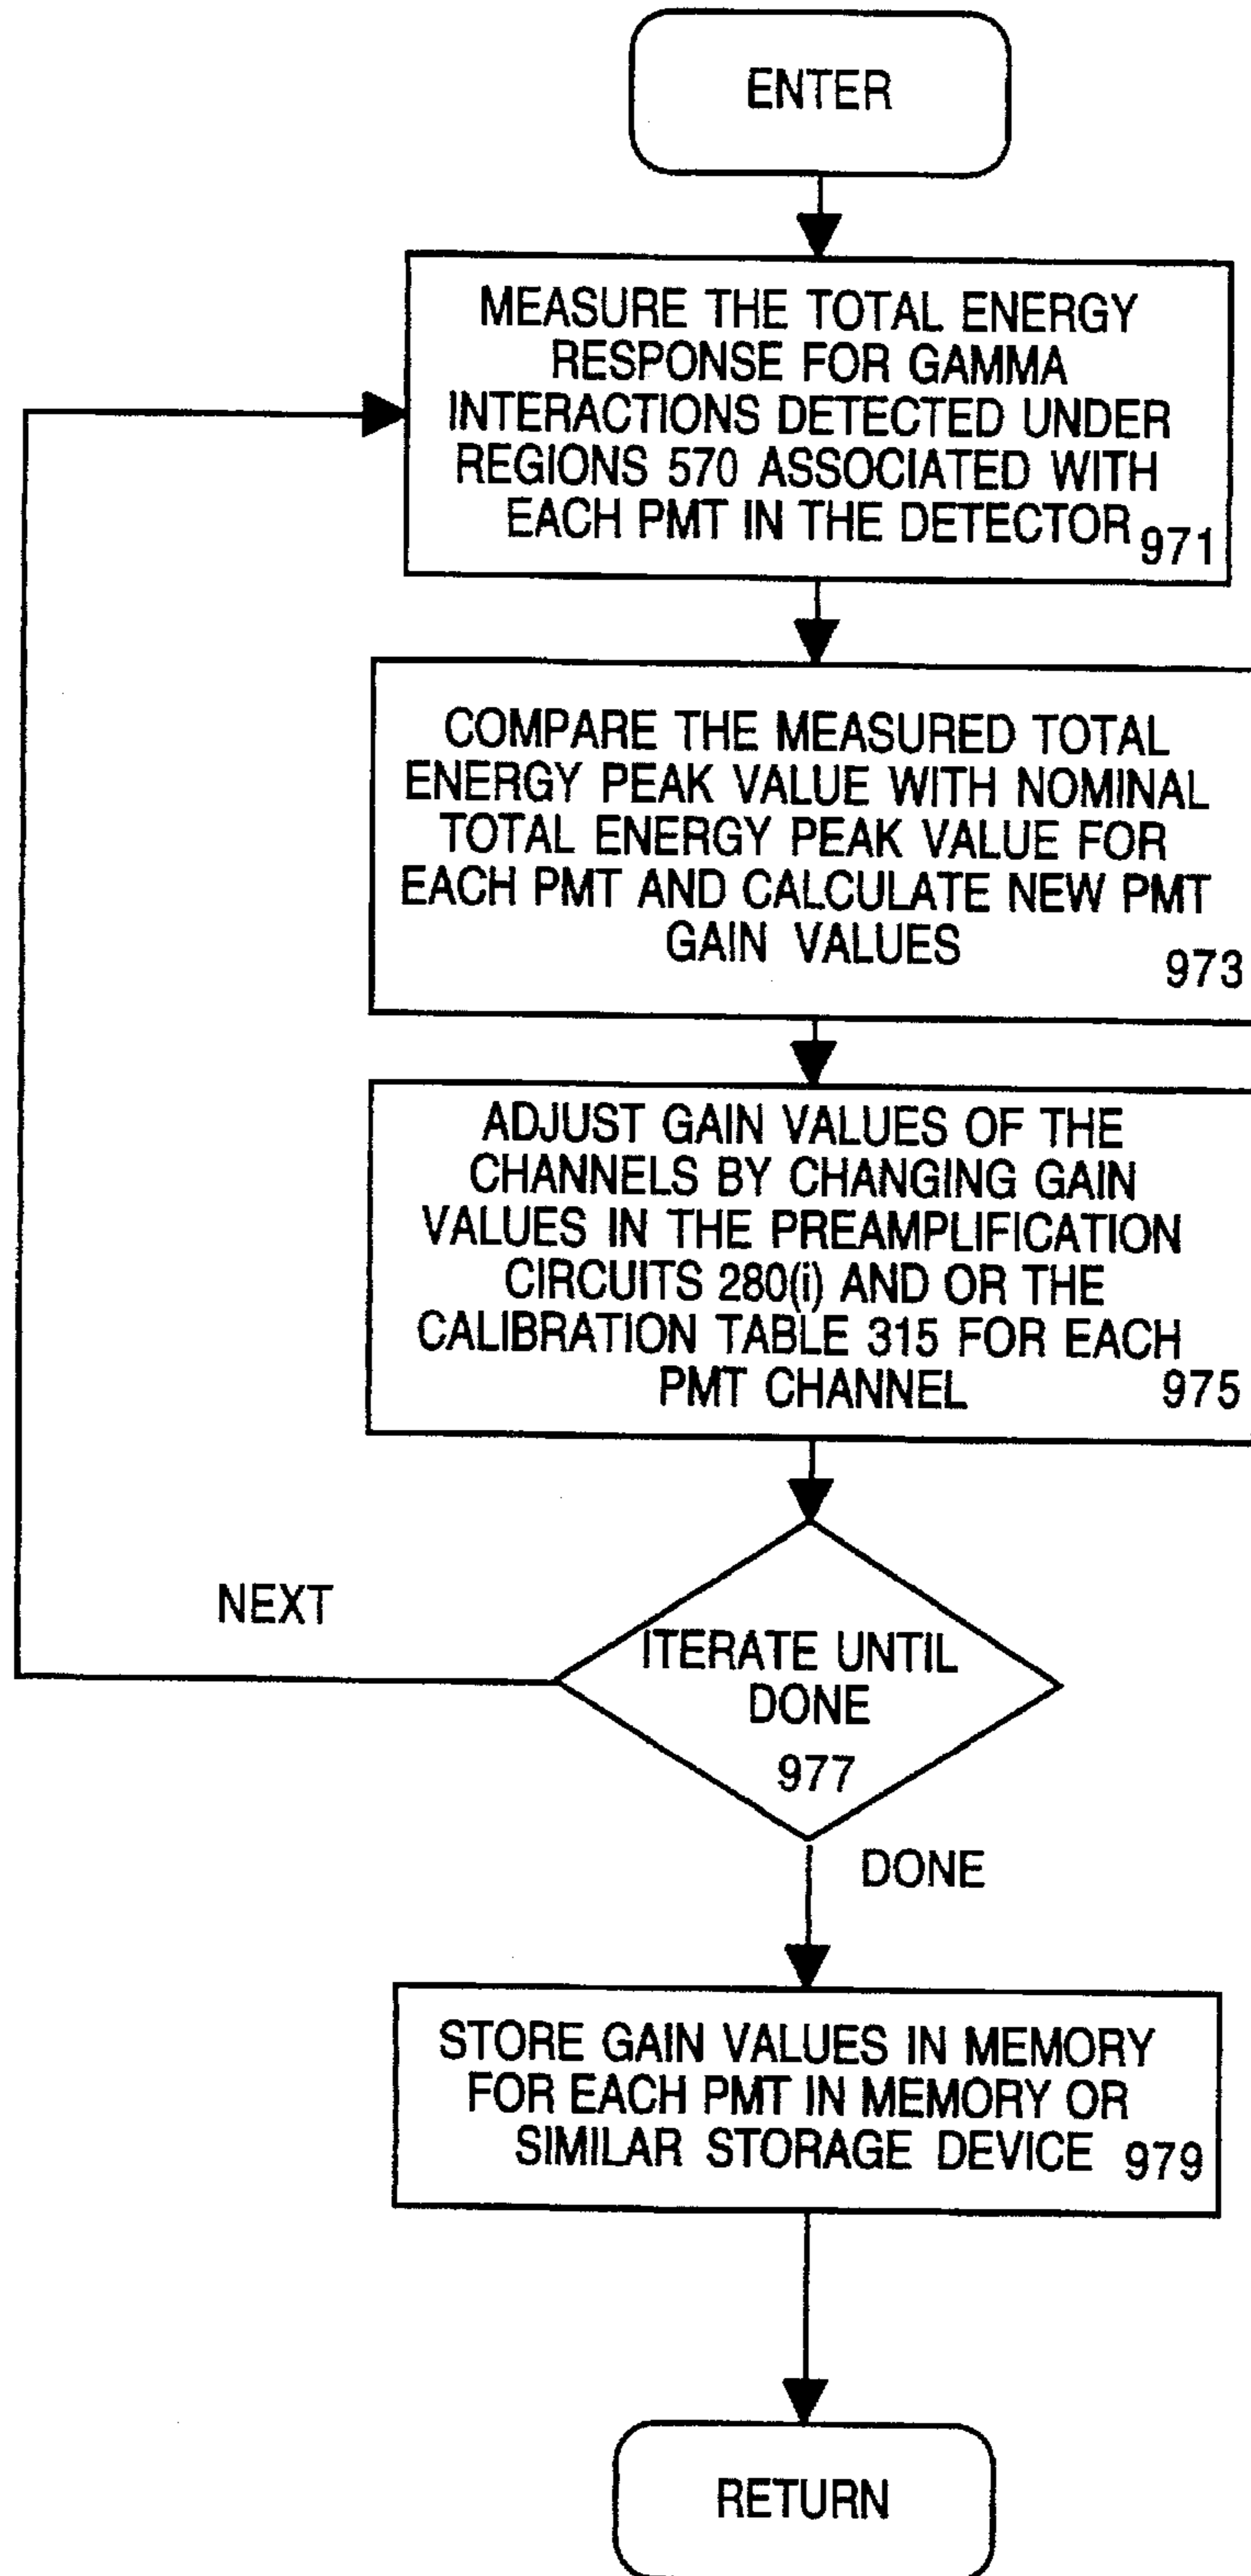 ENTER
MEASURE THE TOTAL ENERGY
RESPONSE FOR GAMMA
INTERACTIONS DETECTED UNDER
REGIONS 570 ASSOCIATED WITH
EACH PMT IN THE DETECTOR
971
COMPARE THE MEASURED TOTAL
ENERGY PEAK VALUE WITH NOMINAL
TOTAL ENERGY PEAK VALUE FOR
EACH PMT AND CALCULATE NEW PMT
GAIN VALUES
973
ADJUST GAIN VALUES OF THE
CHANNELS BY CHANGING GAIN
VALUES IN THE PREAMPLIFICATION
CIRCUITS 280(i) AND OR THE
CALIBRATION TABLE 315 FOR EACH
PMT CHANNEL 975
NEXT
ITERATE UNTIL
DONE
977
DONE
STORE GAIN VALUES IN MEMORY
FOR EACH PMT IN MEMORY OR
SIMILAR STORAGE DEVICE 979
RETURN